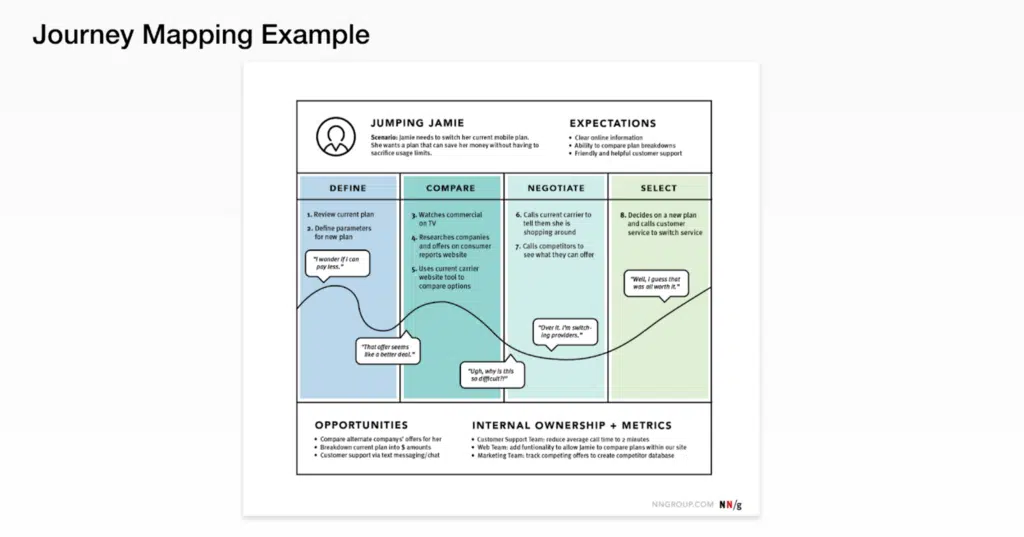 Journey Mapping Example
JUMPING JAMIE
Scenario: Jamie needs to switch her current mobile plan.
She wants a plan that can save her money without having to
sacrifice usage limits.
EXPECTATIONS
• Clear online information
• Ability to compare plan breakdowns
• Friendly and helpful customer support
DEFINE
1. Review current plan
2. Define parameters
for new plan
"I wonder if i can
pay less."
COMPARE
3. Watches commercial
on TV
4. Researches companies
and offers on consumer
reports website
5. Uses current carrier
website tool to
compare options
"That offer seems
like a better deal."
NEGOTIATE
6. Calls current carrier to
tell them she is
shopping around
7. Calls competitors to
see what they can offer
"Ugh, why is this
so difficult?!"
"Over it. I'm switch-
ing providers."
SELECT
8. Decides on a new plan
and calls customer
service to switch service
"Well, I guess that
was all worth it."
OPPORTUNITIES
• Compare alternate companys' offers for her
• Breakdown current plan into $ amounts
• Customer support via text messaging/chat
INTERNAL OWNERSHIP + METRICS
• Customer Support Team: reduce average call time to 2 minutes
• Web Team: add funtionality to allow Jamie to compare plans within our site
• Marketing Team: track competing offers to create competitor database
NNGROUP.COM NN/g